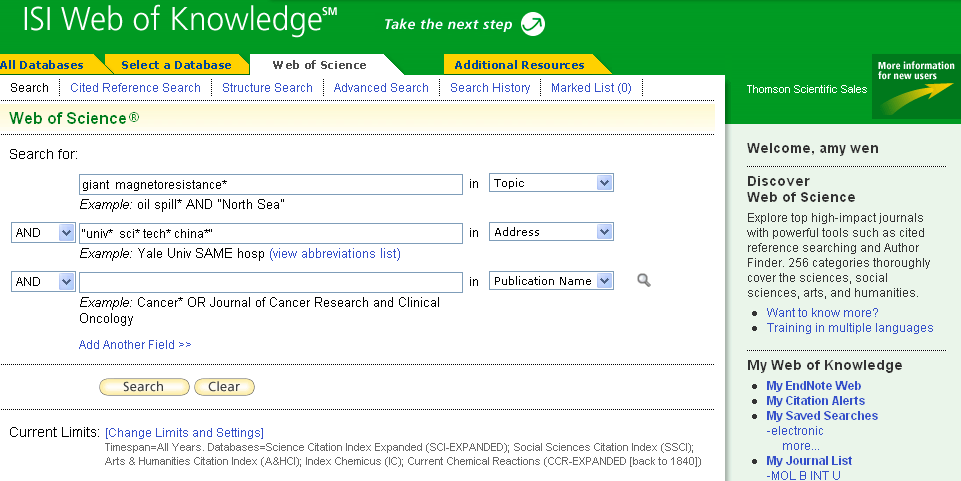 ISI Web of Knowledge℠
Take the next step
All Databases
Select a Database
Web of Science
Additional Resources
More information
for new users
Search
Cited Reference Search
Structure Search
Advanced Search
Search History
Marked List (0)
Thomson Scientific Sales
Web of Science®
Search for:
giant magnetoresistance* in Topic
Example: oil spill* AND "North Sea"
AND "univ* sci* tech* china*" in Address
Example: Yale Univ SAME hosp (view abbreviations list)
AND in Publication Name
Example: Cancer* OR Journal of Cancer Research and Clinical
Oncology
Add Another Field >>
Search Clear
Current Limits: [Change Limits and Settings]
Timespan=All Years. Databases=Science Citation Index Expanded (SCI-EXPANDED); Social Sciences Citation Index (SSCI);
Arts & Humanities Citation Index (A&HCI); Index Chemicus (IC); Current Chemical Reactions (CCR-EXPANDED [back to 1840])
Welcome, amy wen
Discover
Web of Science
Explore top high-impact journals
with powerful tools such as cited
reference searching and Author
Finder. 256 categories thoroughly
cover the sciences, social
sciences, arts, and humanities.
Want to know more?
Training in multiple languages
My Web of Knowledge
My EndNote Web
My Citation Alerts
My Saved Searches
-electronic
more...
My Journal List
-MOL B INT U